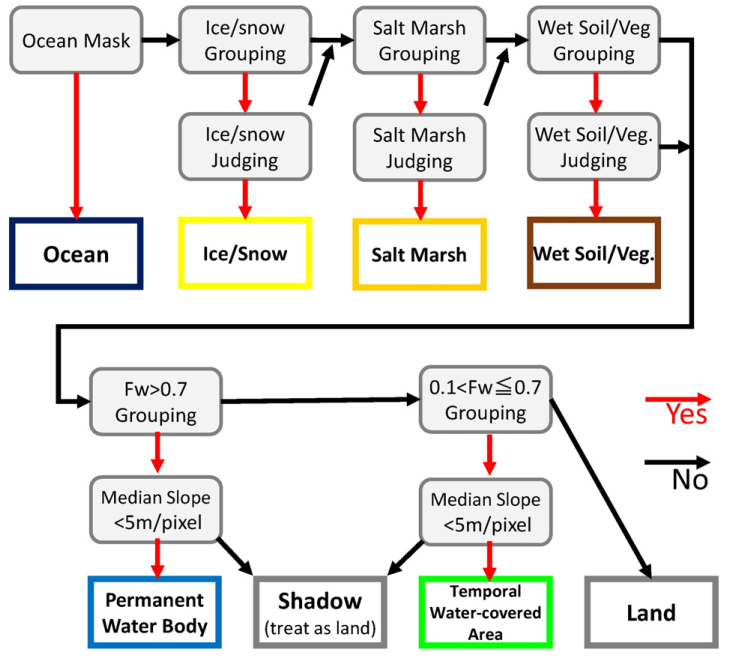 Ocean Mask
Ice/snow
Grouping
Salt Marsh
Grouping
Wet Soil/Veg
Grouping
Ice/snow
Judging
Salt Marsh
Judging
Wet Soil/Veg.
Judging
Ocean
Ice/Snow
Salt Marsh
Wet Soil/Veg.
Fw>0.7
Grouping
0.1<Fw≦0.7
Grouping
Yes
No
Median Slope
<5m/pixel
Median Slope
<5m/pixel
Permanent
Water Body
Shadow
(treat as land)
Temporal
Water-covered
Area
Land